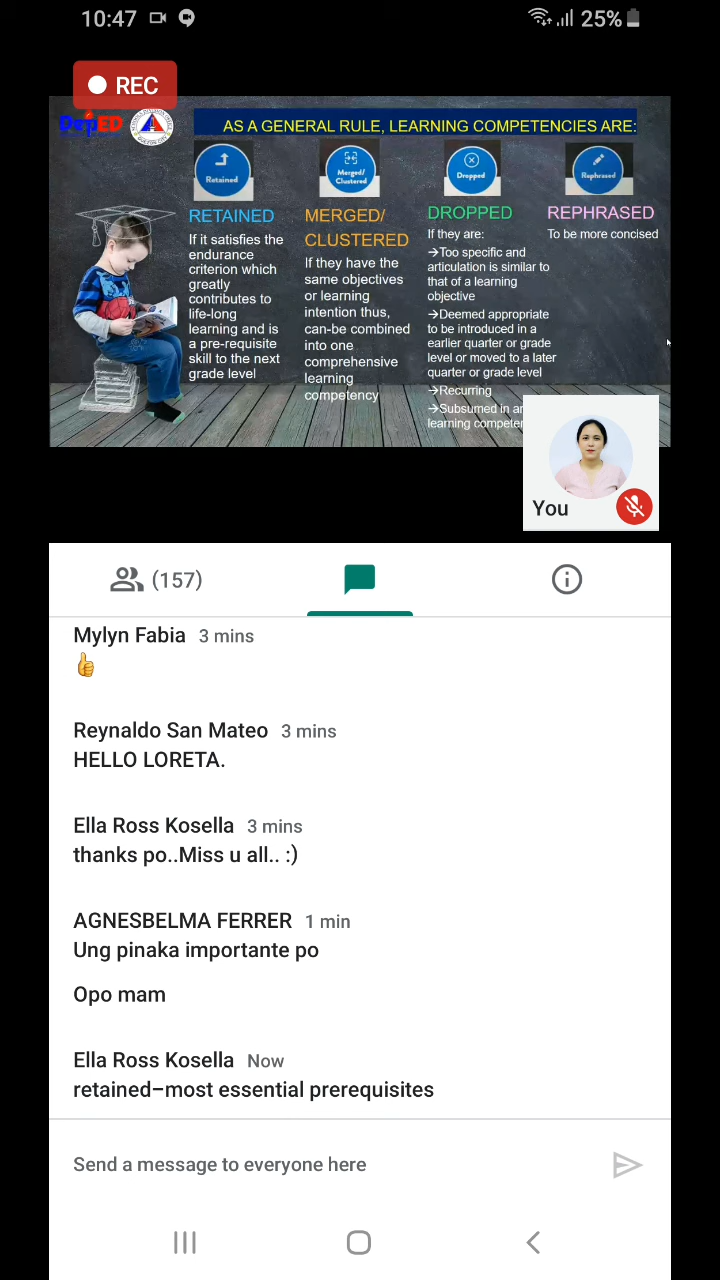 10:47
25%
REC
DepED
AS A GENERAL RULE, LEARNING COMPETENCIES ARE:
Retained
RETAINED
If it satisfies the
endurance
criterion which
greatly
contributes to
life-long
learning and is
a pre-requisite
skill to the next
grade level
Merged/
Clustered
MERGED/
CLUSTERED
If they have the
same objectives
or learning
intention thus,
can-be combined
into one
comprehensive
learning
competency
Dropped
DROPPED
If they are:
→Too specific and
articulation is similar to
that of a learning
objective
→Deemed appropriate
to be introduced in a
earlier quarter or grade
level or moved to a later
quarter or grade level
→Recurring
→Subsumed in
learning
Rephrased
REPHRASED
To be more concised
You
(157)
Mylyn Fabia 3 mins
👍
Reynaldo San Mateo 3 mins
HELLO LORETA.
Ella Ross Kosella 3 mins
thanks po..Miss u all.. :)
AGNESBELMA FERRER 1 min
Ung pinaka importante po
Opo mam
Ella Ross Kosella Now
retained–most essential prerequisites
Send a message to everyone here